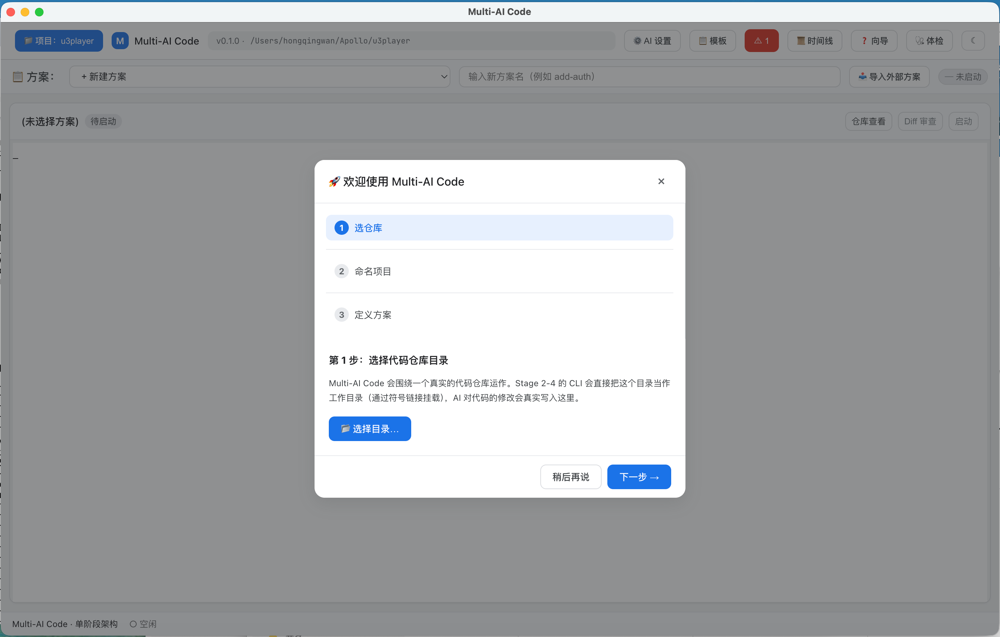 Multi-AI Code
项目：u3player
M
Multi-AI Code
v0.1.0 · /Users/hongqingwan/Apollo/u3player
AI 设置
模板
⚠ 1
时间线
? 向导
体检
方案：
+ 新建方案
输入新方案名（例如 add-auth）
导入外部方案
— 未启动
(未选择方案)
待启动
仓库查看
Diff 审查
启动
🚀 欢迎使用 Multi-AI Code
×
1 选仓库
2 命名项目
3 定义方案
第 1 步：选择代码仓库目录
Multi-AI Code 会围绕一个真实的代码仓库运作。Stage 2-4 的 CLI 会直接把这个目录当作
工作目录（通过符号链接挂载），AI 对代码的修改会真实写入这里。
选择目录...
稍后再说
下一步 →
Multi-AI Code · 单阶段架构
空闲